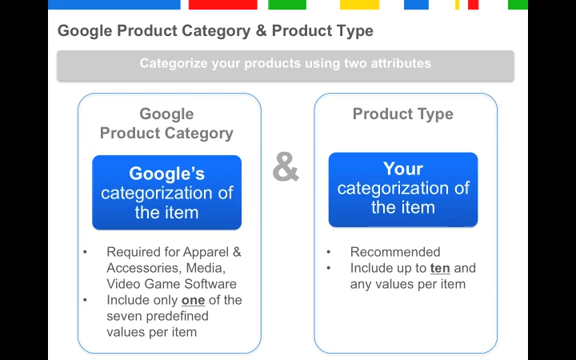 Google Product Category & Product Type
Categorize your products using two attributes
Google
Product Category
Google's
categorization of
the item
• Required for Apparel &
Accessories, Media,
Video Game Software
• Include only one of the
seven predefined
values per item
&
Product Type
Your
categorization of
the item
• Recommended
• Include up to ten and
any values per item